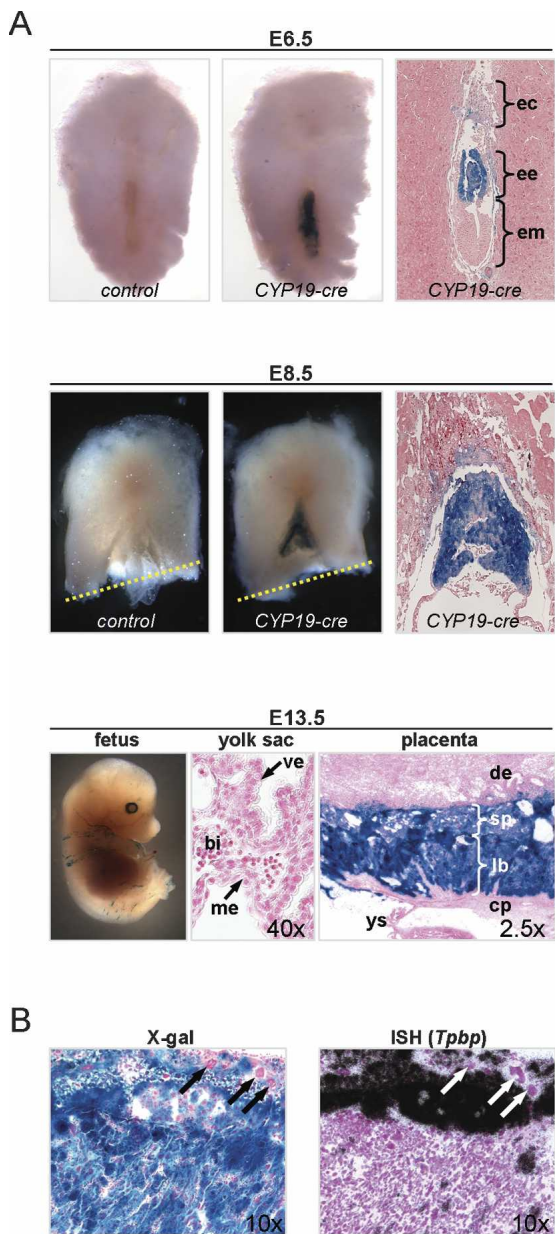 A
E6.5
control
CYP19-cre
CYP19-cre
ec
ee
em
E8.5
control
CYP19-cre
CYP19-cre
E13.5
fetus
yolk sac
placenta
ve
bi
me
40x
de
sp
lb
cp
ys
2.5x
B
X-gal
ISH (Tpbp)
10x
10x